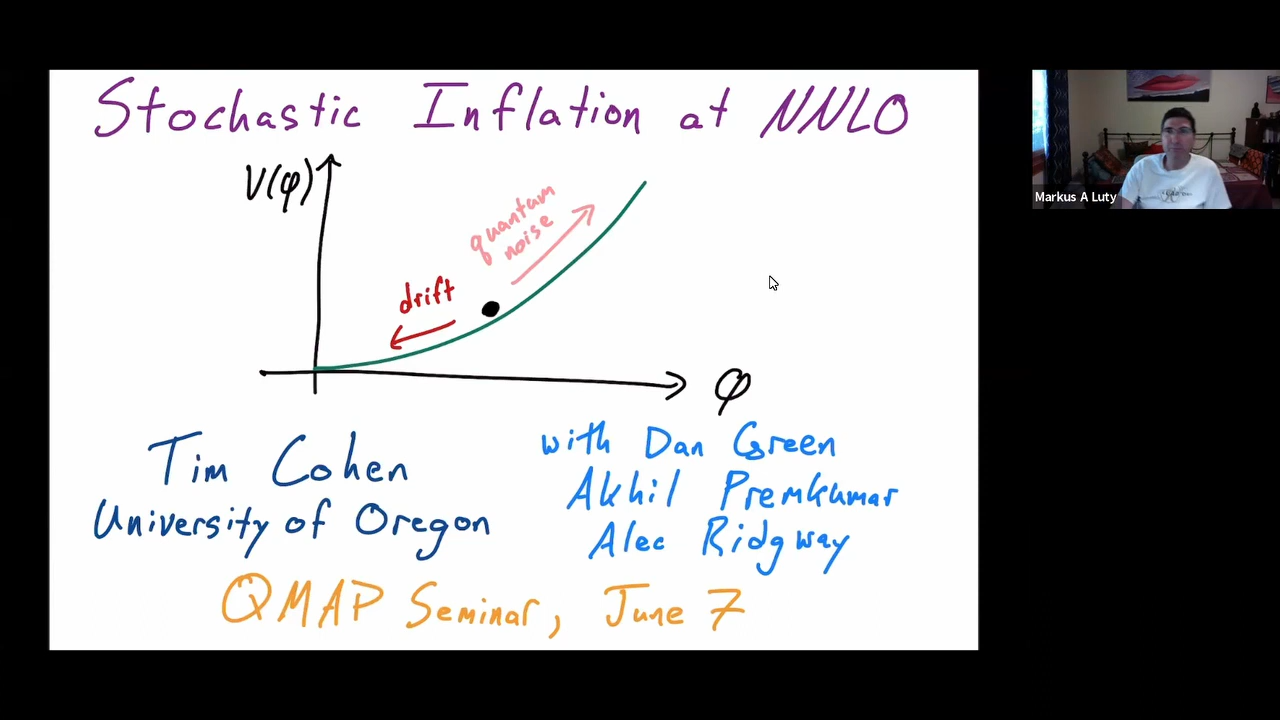 Stochastic Inflation at NNLO
V(φ)
quantum
noise
drift
φ
Tim Cohen
University of Oregon
with Dan Green
Akhil Premkumar
Alec Ridgway
QMAP Seminar, June 7
Markus A Luty